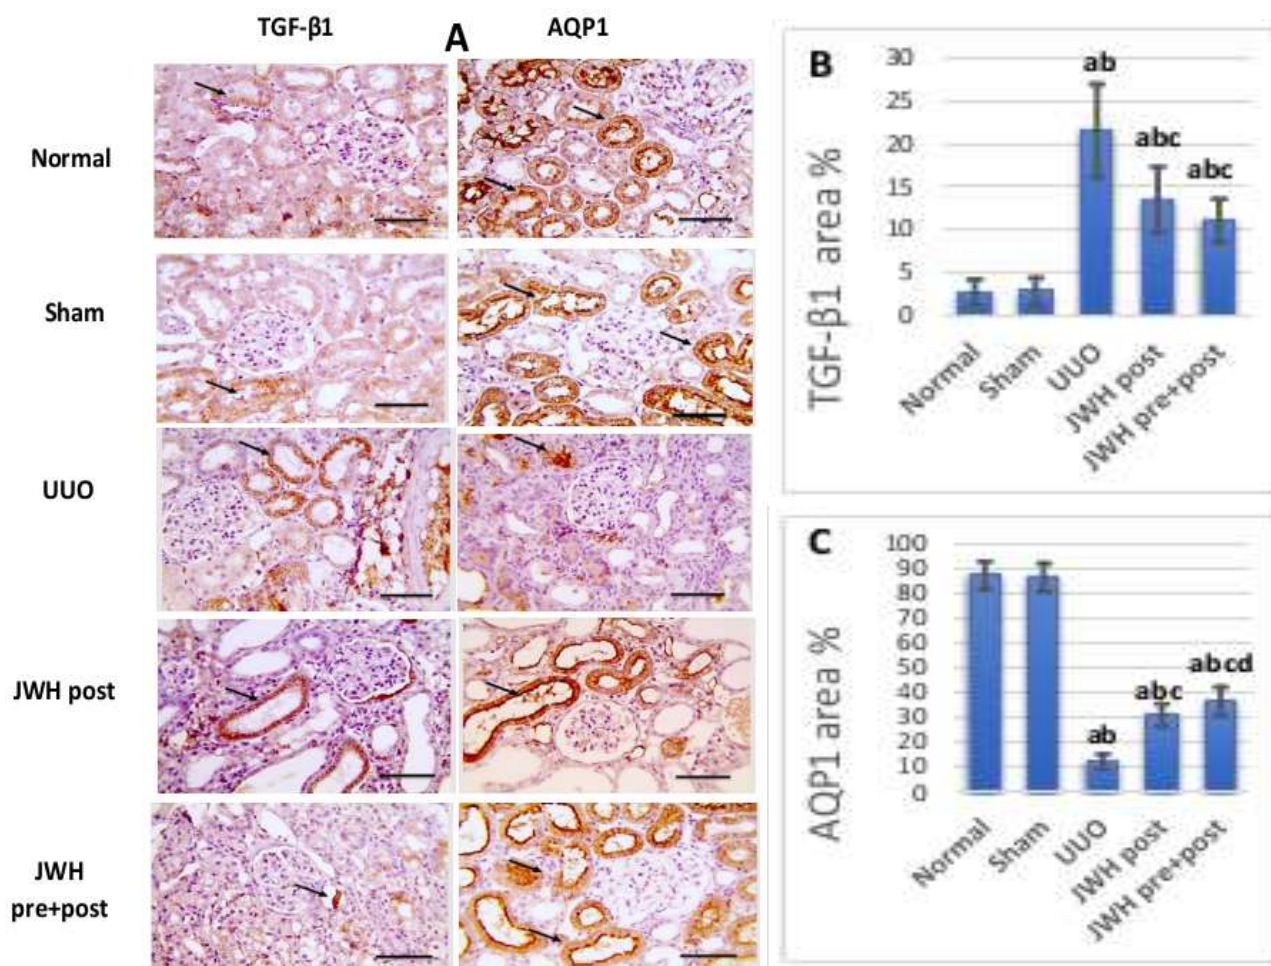 TGF-β1
A
AQP1
Normal
Sham
UUO
JWH post
JWH
pre+post
B
TGF-β1 area %
30
25
20
15
10
5
0
ab
abc
abc
Normal
Sham
UUO
JWH post
JWH pre+post
C
AQP1 area %
100
90
80
70
60
50
40
30
20
10
0
ab
abc
abcd
Normal
Sham
UUO
JWH post
JWH pre+post